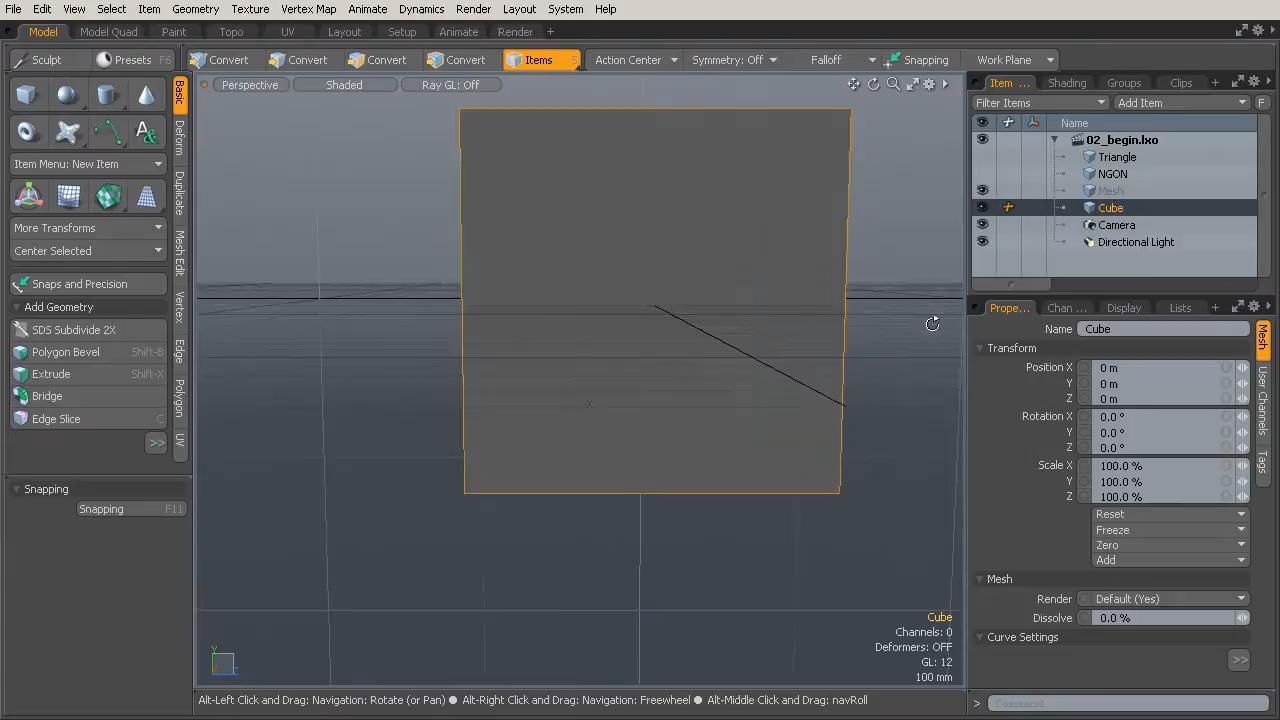 File Edit View Select Item Geometry Texture Vertex Map Animate Dynamics Render Layout System Help
Model Model Quad Paint Topo UV Layout Setup Animate Render +
Sculpt Presets F6 Convert Convert Convert Convert Items 5 Action Center Symmetry: Off Falloff Snapping Work Plane
Perspective Shaded Ray GL: Off
Item Menu: New Item
More Transforms
Center Selected
Snaps and Precision
Add Geometry
SDS Subdivide 2X
Polygon Bevel Shift-B
Extrude Shift-X
Bridge
Edge Slice
>>
Snapping
Snapping F11
Basic
Deform
Duplicate
Mesh Edit
Vertex
Edge
Polygon
UV
Cube
Channels: 0
Deformers: OFF
GL: 12
100 mm
Y
Z
Alt-Left Click and Drag: Navigation: Rotate (or Pan) ● Alt-Right Click and Drag: Navigation: Freewheel ● Alt-Middle Click and Drag: navRoll
Item ... Shading Groups Clips +
Filter Items Add Item F
Name
02_begin.lxo
Triangle
NGON
Mesh
Cube
Camera
Directional Light
Prope... Chan ... Display Lists +
Name Cube
Transform
Position X 0 m
Y 0 m
Z 0 m
Rotation X 0.0 °
Y 0.0 °
Z 0.0 °
Scale X 100.0 %
Y 100.0 %
Z 100.0 %
Reset
Freeze
Zero
Add
Mesh
Render Default (Yes)
Dissolve 0.0 %
Curve Settings
>>
Mesh
User Channels
Tags
> Command